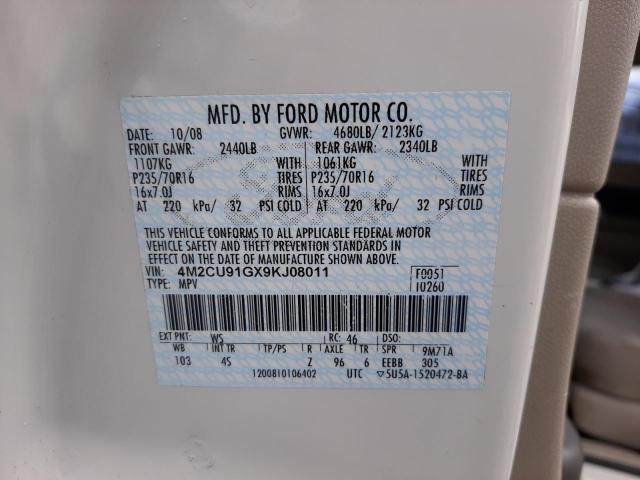 MFD. BY FORD MOTOR CO.
DATE: 10/08 GVWR: 4680LB/ 2123KG
FRONT GAWR: 2440LB REAR GAWR: 2340LB
1107KG WITH 1061KG WITH
P235/70R16 TIRES P235/70R16 TIRES
16x7.0J RIMS 16x7.0J RIMS
AT 220 kPa/ 32 PSI COLD AT 220 kPa/ 32 PSI COLD
THIS VEHICLE CONFORMS TO ALL APPLICABLE FEDERAL MOTOR
VEHICLE SAFETY AND THEFT PREVENTION STANDARDS IN
EFFECT ON THE DATE OF MANUFACTURE SHOWN ABOVE.
VIN: 4M2CU91GX9KJ08011 F0051
TYPE: MPV I0260
EXT PNT: WS RC: 46 DSO:
WB INT TR TP/PS R AXLE TR SPR 9M71A
103 4S Z 96 6 EEBB 305
1200810106402 UTC ▽5U5A-1520472-BA